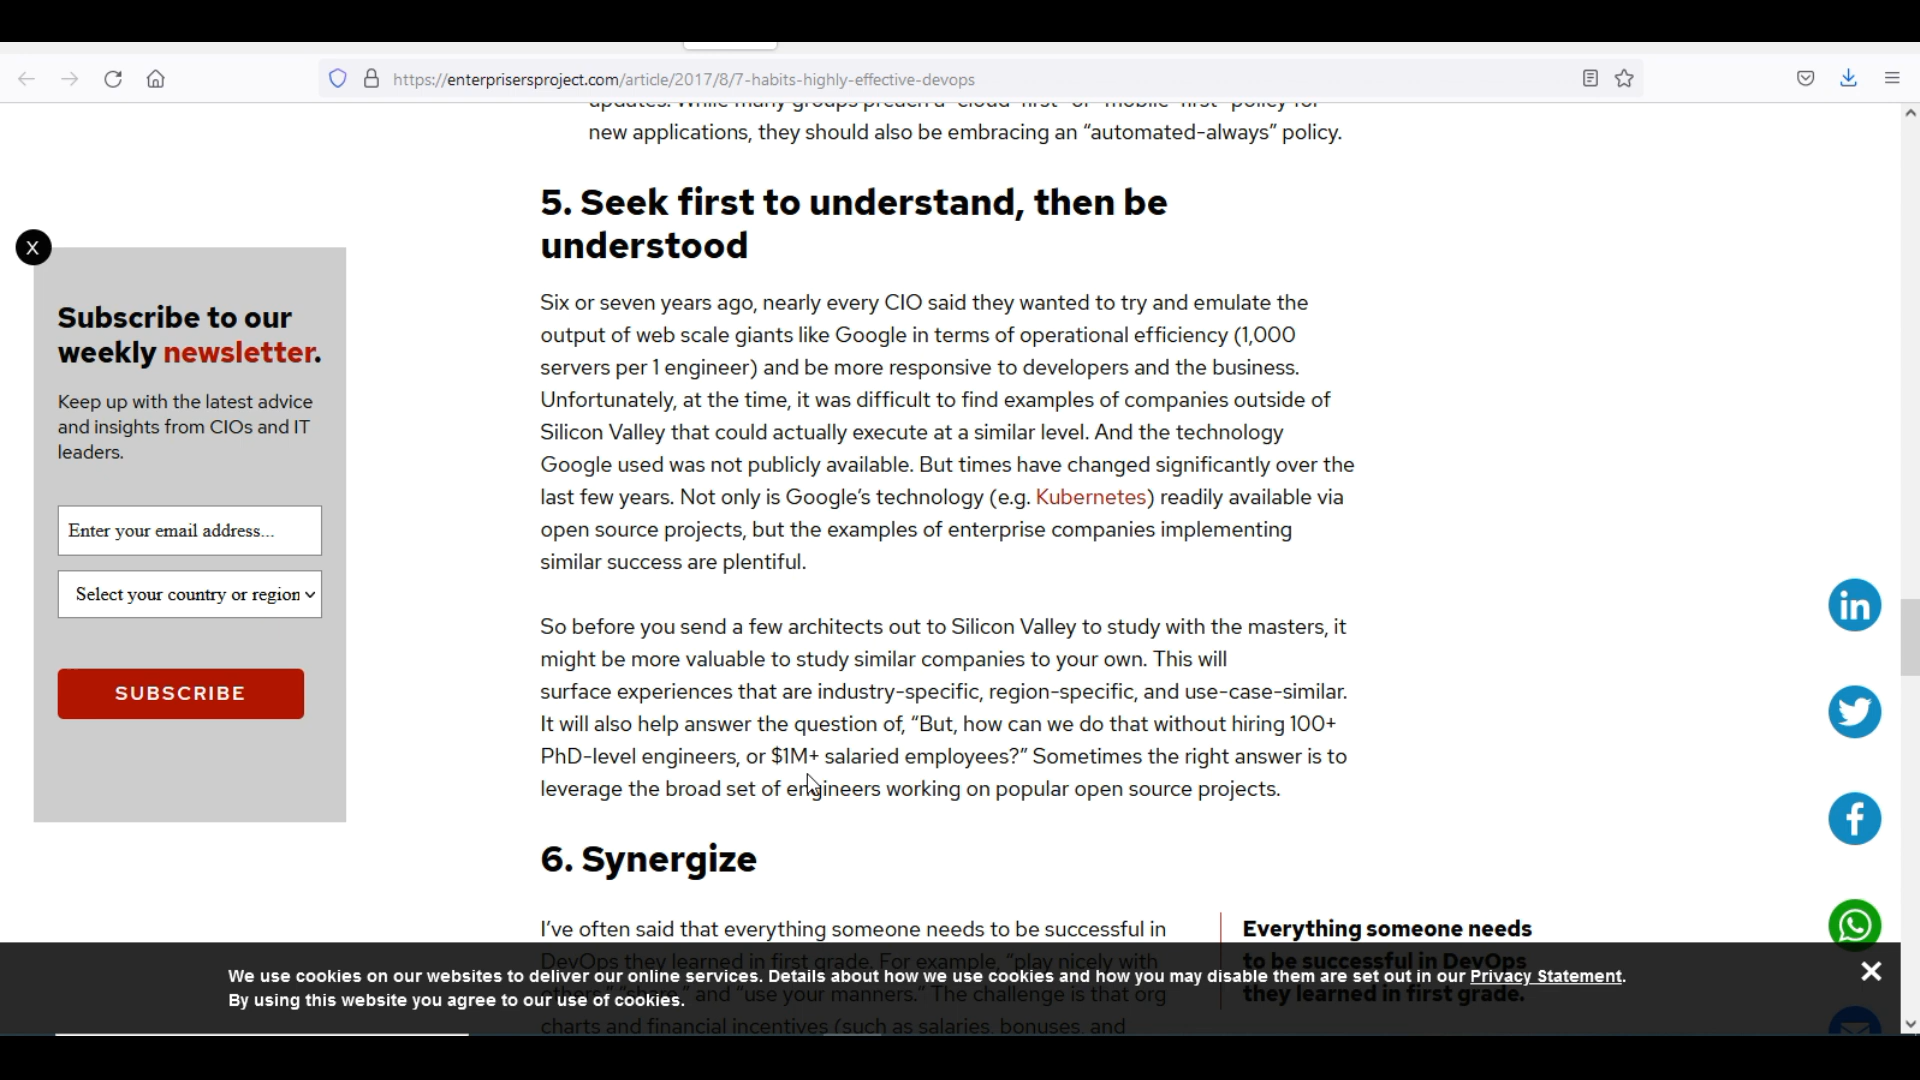 https://enterprisersproject.com/article/2017/8/7-habits-highly-effective-devops
updates. While many groups preach a "cloud-first" or "mobile-first" policy for
new applications, they should also be embracing an “automated-always” policy.
5. Seek first to understand, then be
understood
Six or seven years ago, nearly every CIO said they wanted to try and emulate the
output of web scale giants like Google in terms of operational efficiency (1,000
servers per 1 engineer) and be more responsive to developers and the business.
Unfortunately, at the time, it was difficult to find examples of companies outside of
Silicon Valley that could actually execute at a similar level. And the technology
Google used was not publicly available. But times have changed significantly over the
last few years. Not only is Google’s technology (e.g. Kubernetes) readily available via
open source projects, but the examples of enterprise companies implementing
similar success are plentiful.
So before you send a few architects out to Silicon Valley to study with the masters, it
might be more valuable to study similar companies to your own. This will
surface experiences that are industry-specific, region-specific, and use-case-similar.
It will also help answer the question of, “But, how can we do that without hiring 100+
PhD-level engineers, or $1M+ salaried employees?” Sometimes the right answer is to
leverage the broad set of engineers working on popular open source projects.
6. Synergize
I’ve often said that everything someone needs to be successful in
DevOps they learned in first grade. For example, “play nicely with
others,” “share,” and “use your manners.” The challenge is that org
charts and financial incentives (such as salaries, bonuses, and
Everything someone needs
to be successful in DevOps
they learned in first grade.
X
Subscribe to our
weekly newsletter.
Keep up with the latest advice
and insights from CIOs and IT
leaders.
Enter your email address...
Select your country or region
SUBSCRIBE
in
f
We use cookies on our websites to deliver our online services. Details about how we use cookies and how you may disable them are set out in our Privacy Statement.
By using this website you agree to our use of cookies.